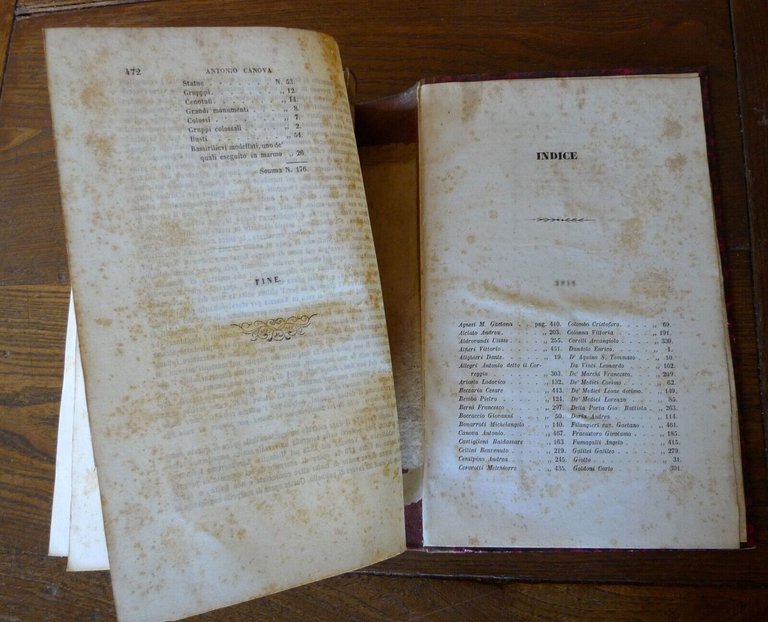 472 ANTONIO CANOVA
Statue . . . . . . . . N. 53.
Grupppi . . . . . . . . ,, 12.
Cenotafi . . . . . . . ,, 14.
Grandi monumenti . . . . ,, 8.
Colossi . . . . . . . . ,, 7.
Gruppi colossali . . . . ,, 2.
Busti . . . . . . . . . ,, 54.
Bassirilievi modellati, uno de'
quali eseguito in marmo ,, 26.
Somma N. 176.
FINE
INDICE
Agnesi M. Gaetana . . . pag. 410.
Alciato Andrea . . . . ,, 203.
Aldrovandi Ulisse . . . ,, 255.
Alfieri Vittorio . . . . ,, 451.
Alighieri Dante . . . . ,, 19.
Allegri Antonio detto il Cor-
reggio . . . . . . ,, 303.
Ariosto Lodovico . . . . ,, 132.
Beccaria Cesare . . . . ,, 443.
Bembo Pietro . . . . . ,, 124.
Berni Francesco . . . . ,, 297.
Boccaccio Giovanni . . . ,, 50.
Bonarroti Michelangelo . . ,, 140.
Canova Antonio . . . . ,, 467.
Castiglioni Baldassare . . ,, 163.
Cellini Benvenuto . . . ,, 219.
Cesalpino Andrea . . . ,, 245.
Cesarotti Melchiorre . . . ,, 435.
Colombo Cristoforo . . . ,, 69.
Colonna Vittoria . . . . ,, 191.
Corelli Arcangiolo . . . ,, 339.
Dandolo Enrico . . . . ,, 1.
D' Aquino S. Tommaso . . ,, 10.
Da Vinci Leonardo . . . ,, 102.
De' Marchi Francesco . . . ,, 209.
De' Medici Cosimo . . . ,, 62.
De' Medici Leone decimo . . ,, 149.
De' Medici Lorenzo . . . ,, 85.
Della Porta Gio: Battista . ,, 263.
Doria Andrea . . . . . ,, 114.
Filangieri cav. Gaetano . . ,, 461.
Fracastoro Girolamo . . . ,, 185.
Fumagalli Angelo . . . . ,, 415.
Galilei Galileo . . . . . ,, 279.
Giotto . . . . . . . . ,, 31.
Goldoni Carlo . . . . . ,, 391.